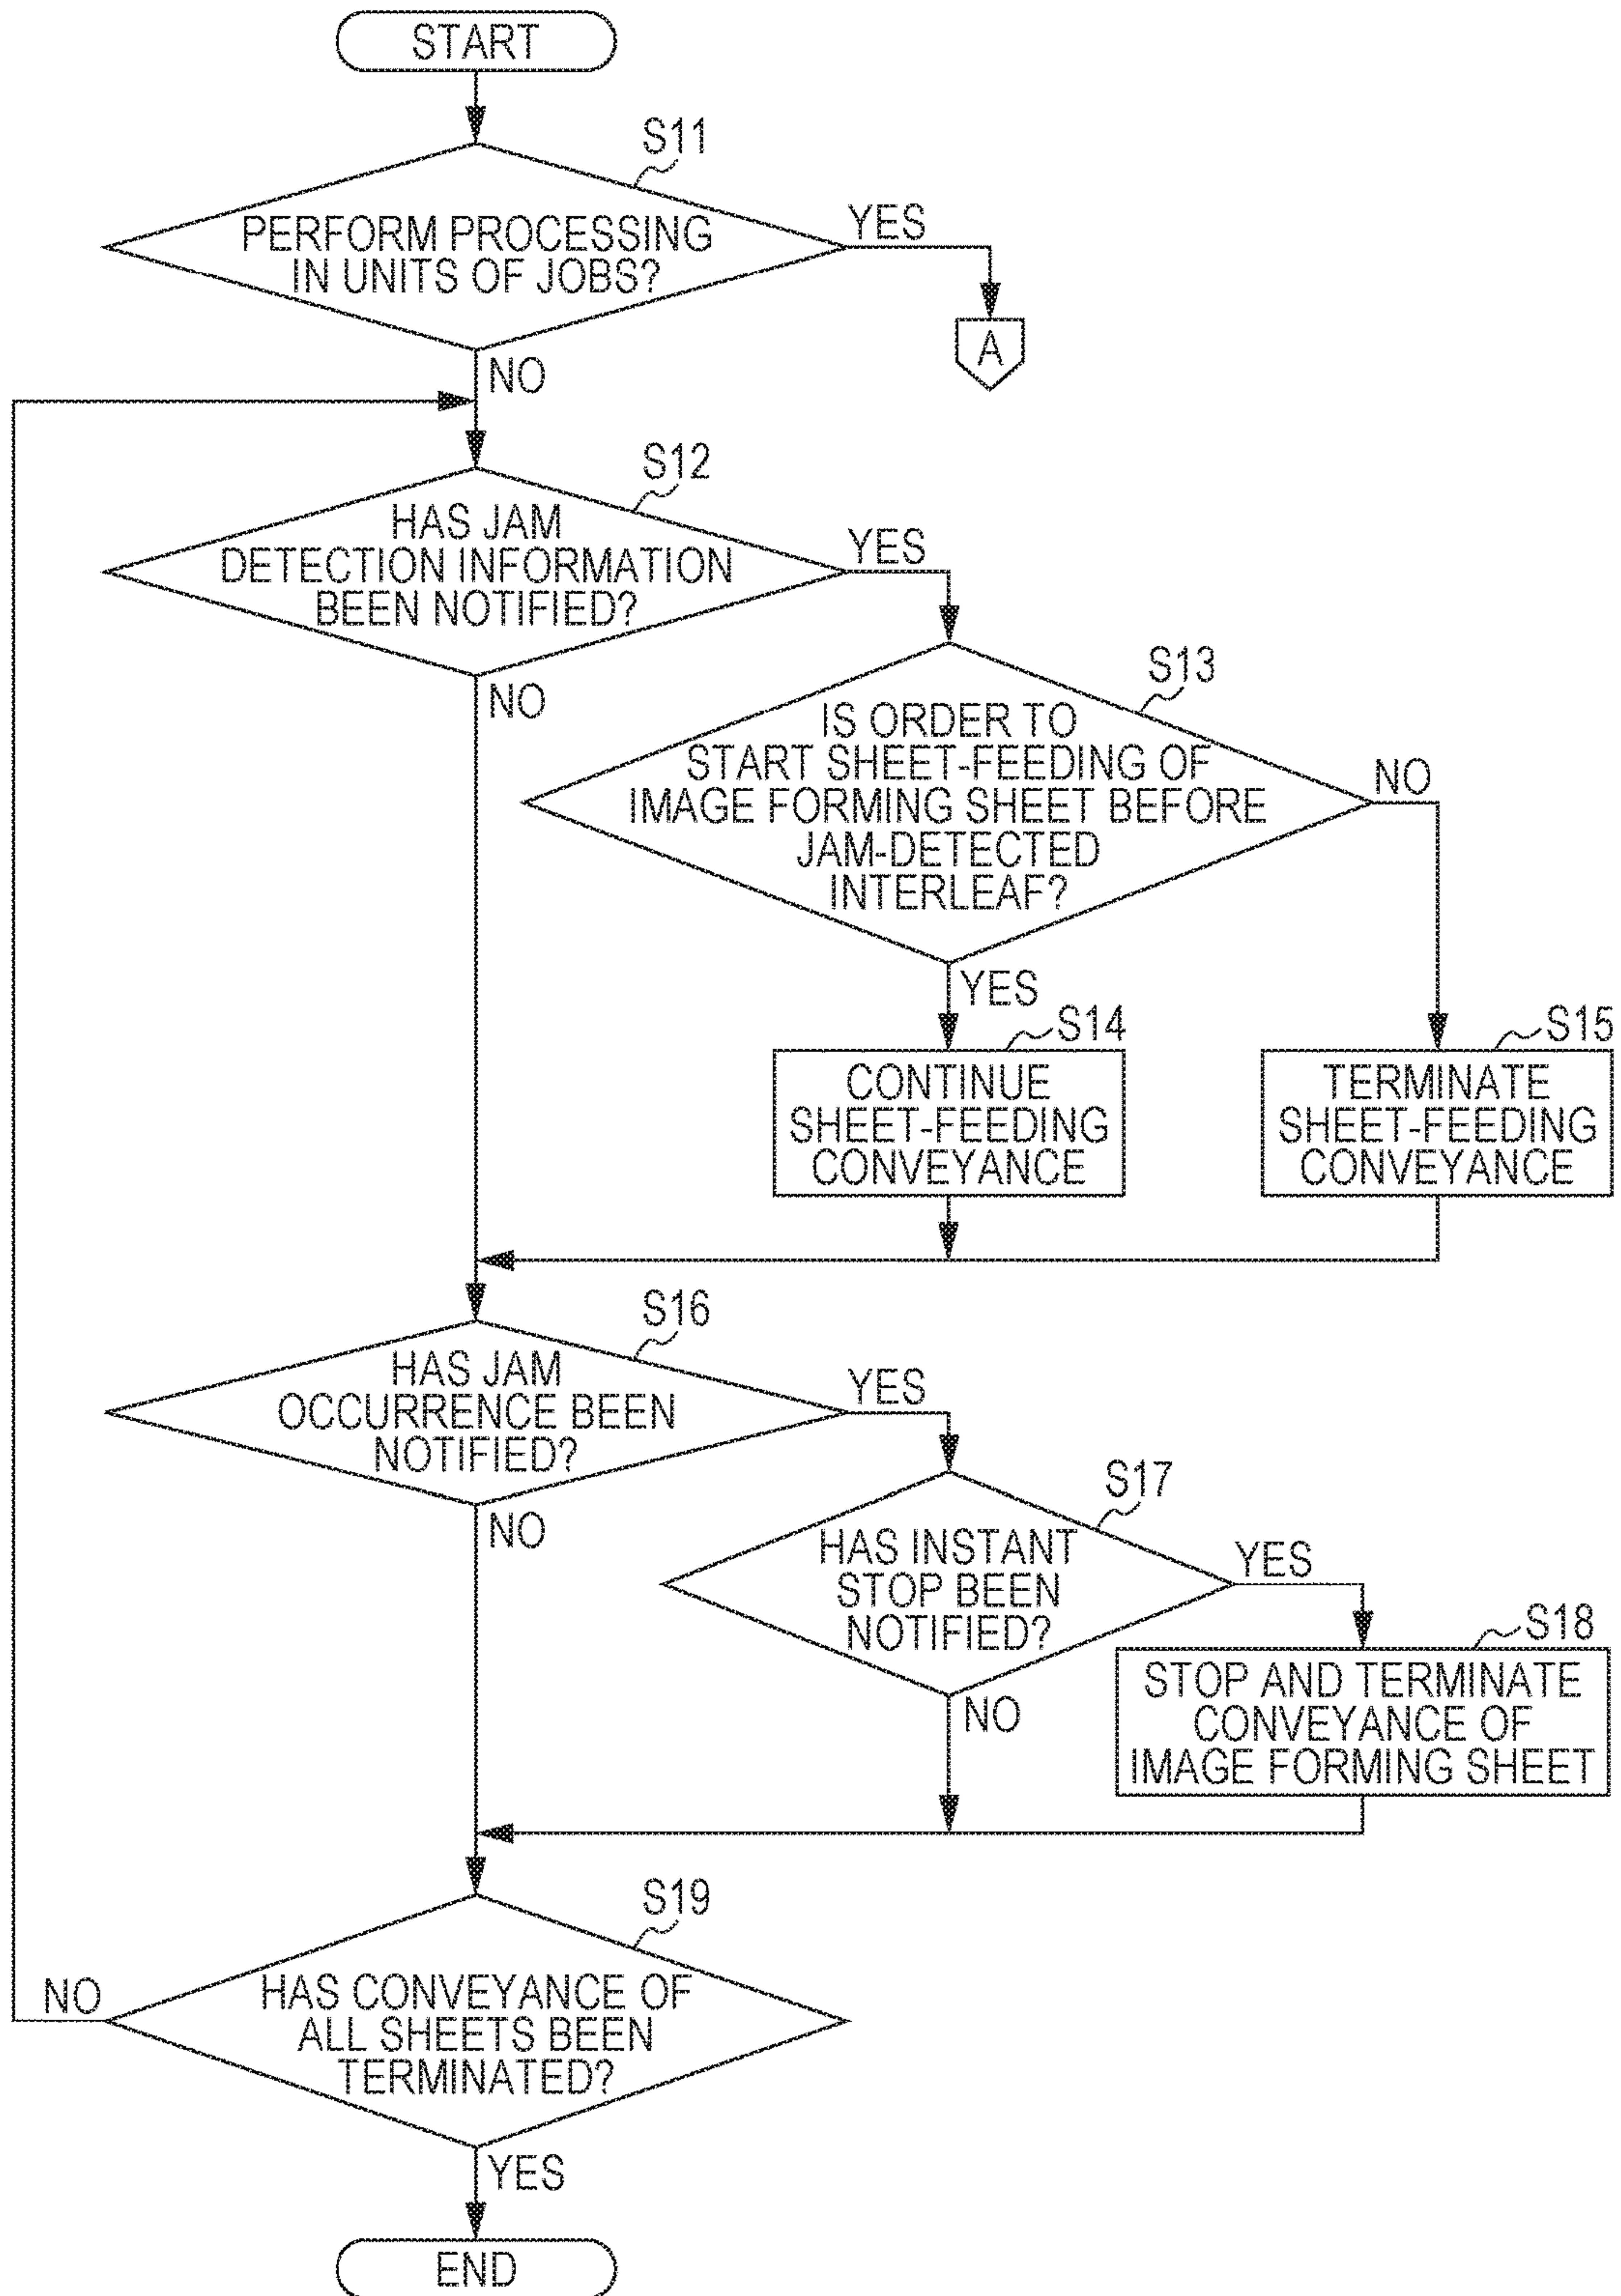 START
S11
PERFORM PROCESSING
IN UNITS OF JOBS?
YES
A
NO
S12
HAS JAM
DETECTION INFORMATION
BEEN NOTIFIED?
YES
NO
S13
IS ORDER TO
START SHEET-FEEDING OF
IMAGE FORMING SHEET BEFORE
JAM-DETECTED
INTERLEAF?
NO
YES
S14
CONTINUE
SHEET-FEEDING
CONVEYANCE
S15
TERMINATE
SHEET-FEEDING
CONVEYANCE
S16
HAS JAM
OCCURRENCE BEEN
NOTIFIED?
YES
NO
S17
HAS INSTANT
STOP BEEN
NOTIFIED?
YES
NO
S18
STOP AND TERMINATE
CONVEYANCE OF
IMAGE FORMING SHEET
S19
HAS CONVEYANCE OF
ALL SHEETS BEEN
TERMINATED?
NO
YES
END